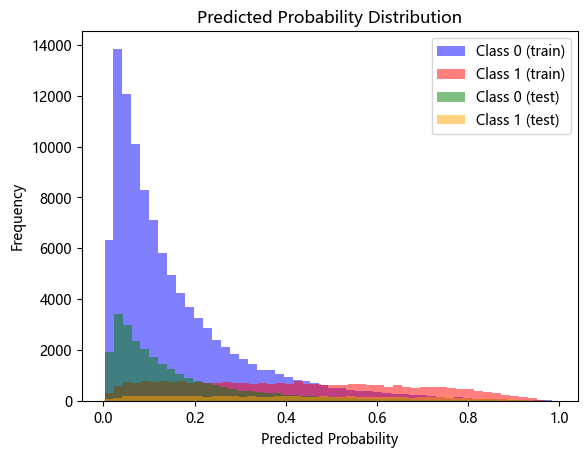 Predicted Probability Distribution
Class 0 (train)
Class 1 (train)
Class 0 (test)
Class 1 (test)
14000
12000
10000
8000
6000
4000
2000
0
Frequency
0.0 0.2 0.4 0.6 0.8 1.0
Predicted Probability